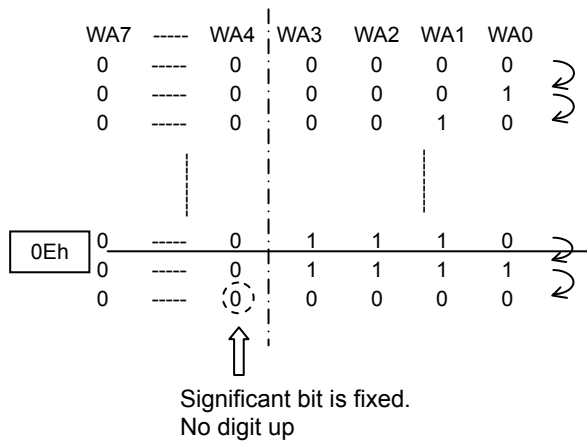 WA7 ----- WA4 WA3 WA2 WA1 WA0
0 ----- 0 0 0 0 0
0 ----- 0 0 0 0 1
0 ----- 0 0 0 1 0
0Eh 0 ----- 0 1 1 1 0
0 ----- 0 1 1 1 1
0 ----- 0 0 0 0 0
Significant bit is fixed.
No digit up